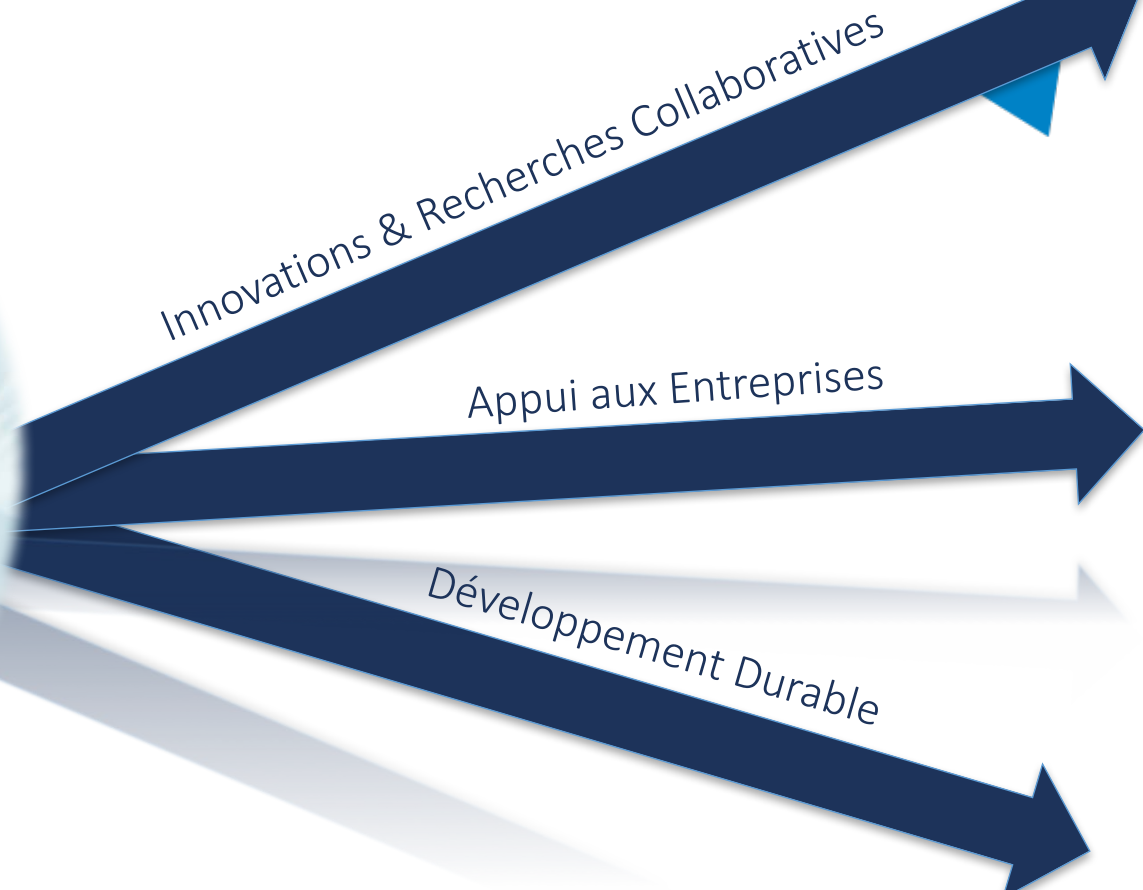 Innovations & Recherches Collaboratives
Appui aux Entreprises
Développement Durable